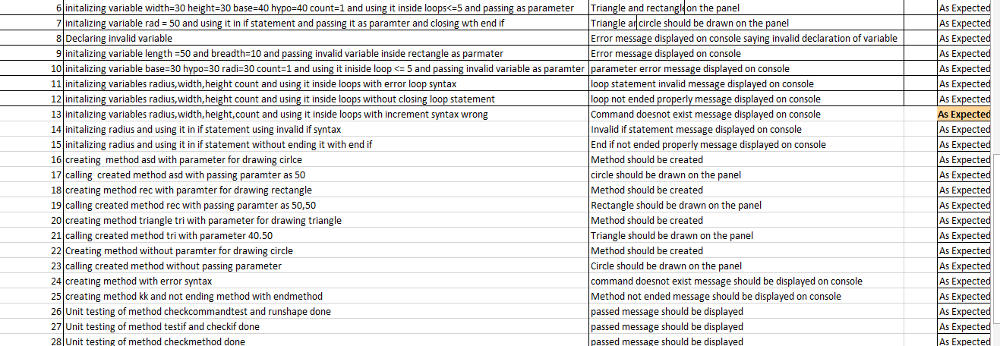 6 initalizing variable width=30 height=30 base=40 hypo=40 count=1 and using it inside loops<=5 and passing as parameter Triangle and rectangle on the panel As Expected
7 initalizing variable rad = 50 and using it in if statement and passing it as paramter and closing wth end if Triangle an circle should be drawn on the panel As Expected
8 Declaring invalid variable Error message displayed on console saying invalid declaration of variable As Expected
9 initalizing variable length =50 and breadth=10 and passing invalid variable inside rectangle as parmater Error message displayed on console As Expected
10 initalizing variable base=30 hypo=30 radi=30 count=1 and using it iniside loop <= 5 and passing invalid variable as paramter parameter error message displayed on console As Expected
11 initalizing variables radius,width,height count and using it inside loops with error loop syntax loop statement invalid message displayed on console As Expected
12 initalizing variables radius,width,height count and using it inside loops without closing loop statement loop not ended properly message displayed on console As Expected
13 initalizing variables radius,width,height,count and using it inside loops with increment syntax wrong Command doesnot exist message displayed on console As Expected
14 initalizing radius and using it in if statement using invalid if syntax Invalid if statement message displayed on console As Expected
15 initalizing radius and using it in if statement without ending it with end if End if not ended properly message displayed on console As Expected
16 creating method asd with parameter for drawing cirlce Method should be created As Expected
17 calling created method asd with passing paramter as 50 circle should be drawn on the panel As Expected
18 creating method rec with paramter for drawing rectangle Method should be created As Expected
19 calling created method rec with passing paramter as 50,50 Rectangle should be drawn on the panel As Expected
20 creating method triangle tri with parameter for drawing triangle Method should be created As Expected
21 calling created method tri with parameter 40.50 Triangle should be drawn on the panel As Expected
22 Creating method without paramter for drawing circle Method should be created As Expected
23 calling created method without passing parameter Circle should be drawn on the panel As Expected
24 creating method with error syntax command doesnot exist message should be displayed on console As Expected
25 creating method kk and not ending method with endmethod Method not ended message should be displayed on console As Expected
26 Unit testing of method checkcommandtest and runshape done passed message should be displayed As Expected
27 Unit testing of method testif and checkif done passed message should be displayed As Expected
28 Unit testing of method checkmethod done passed message should be displayed As Expected